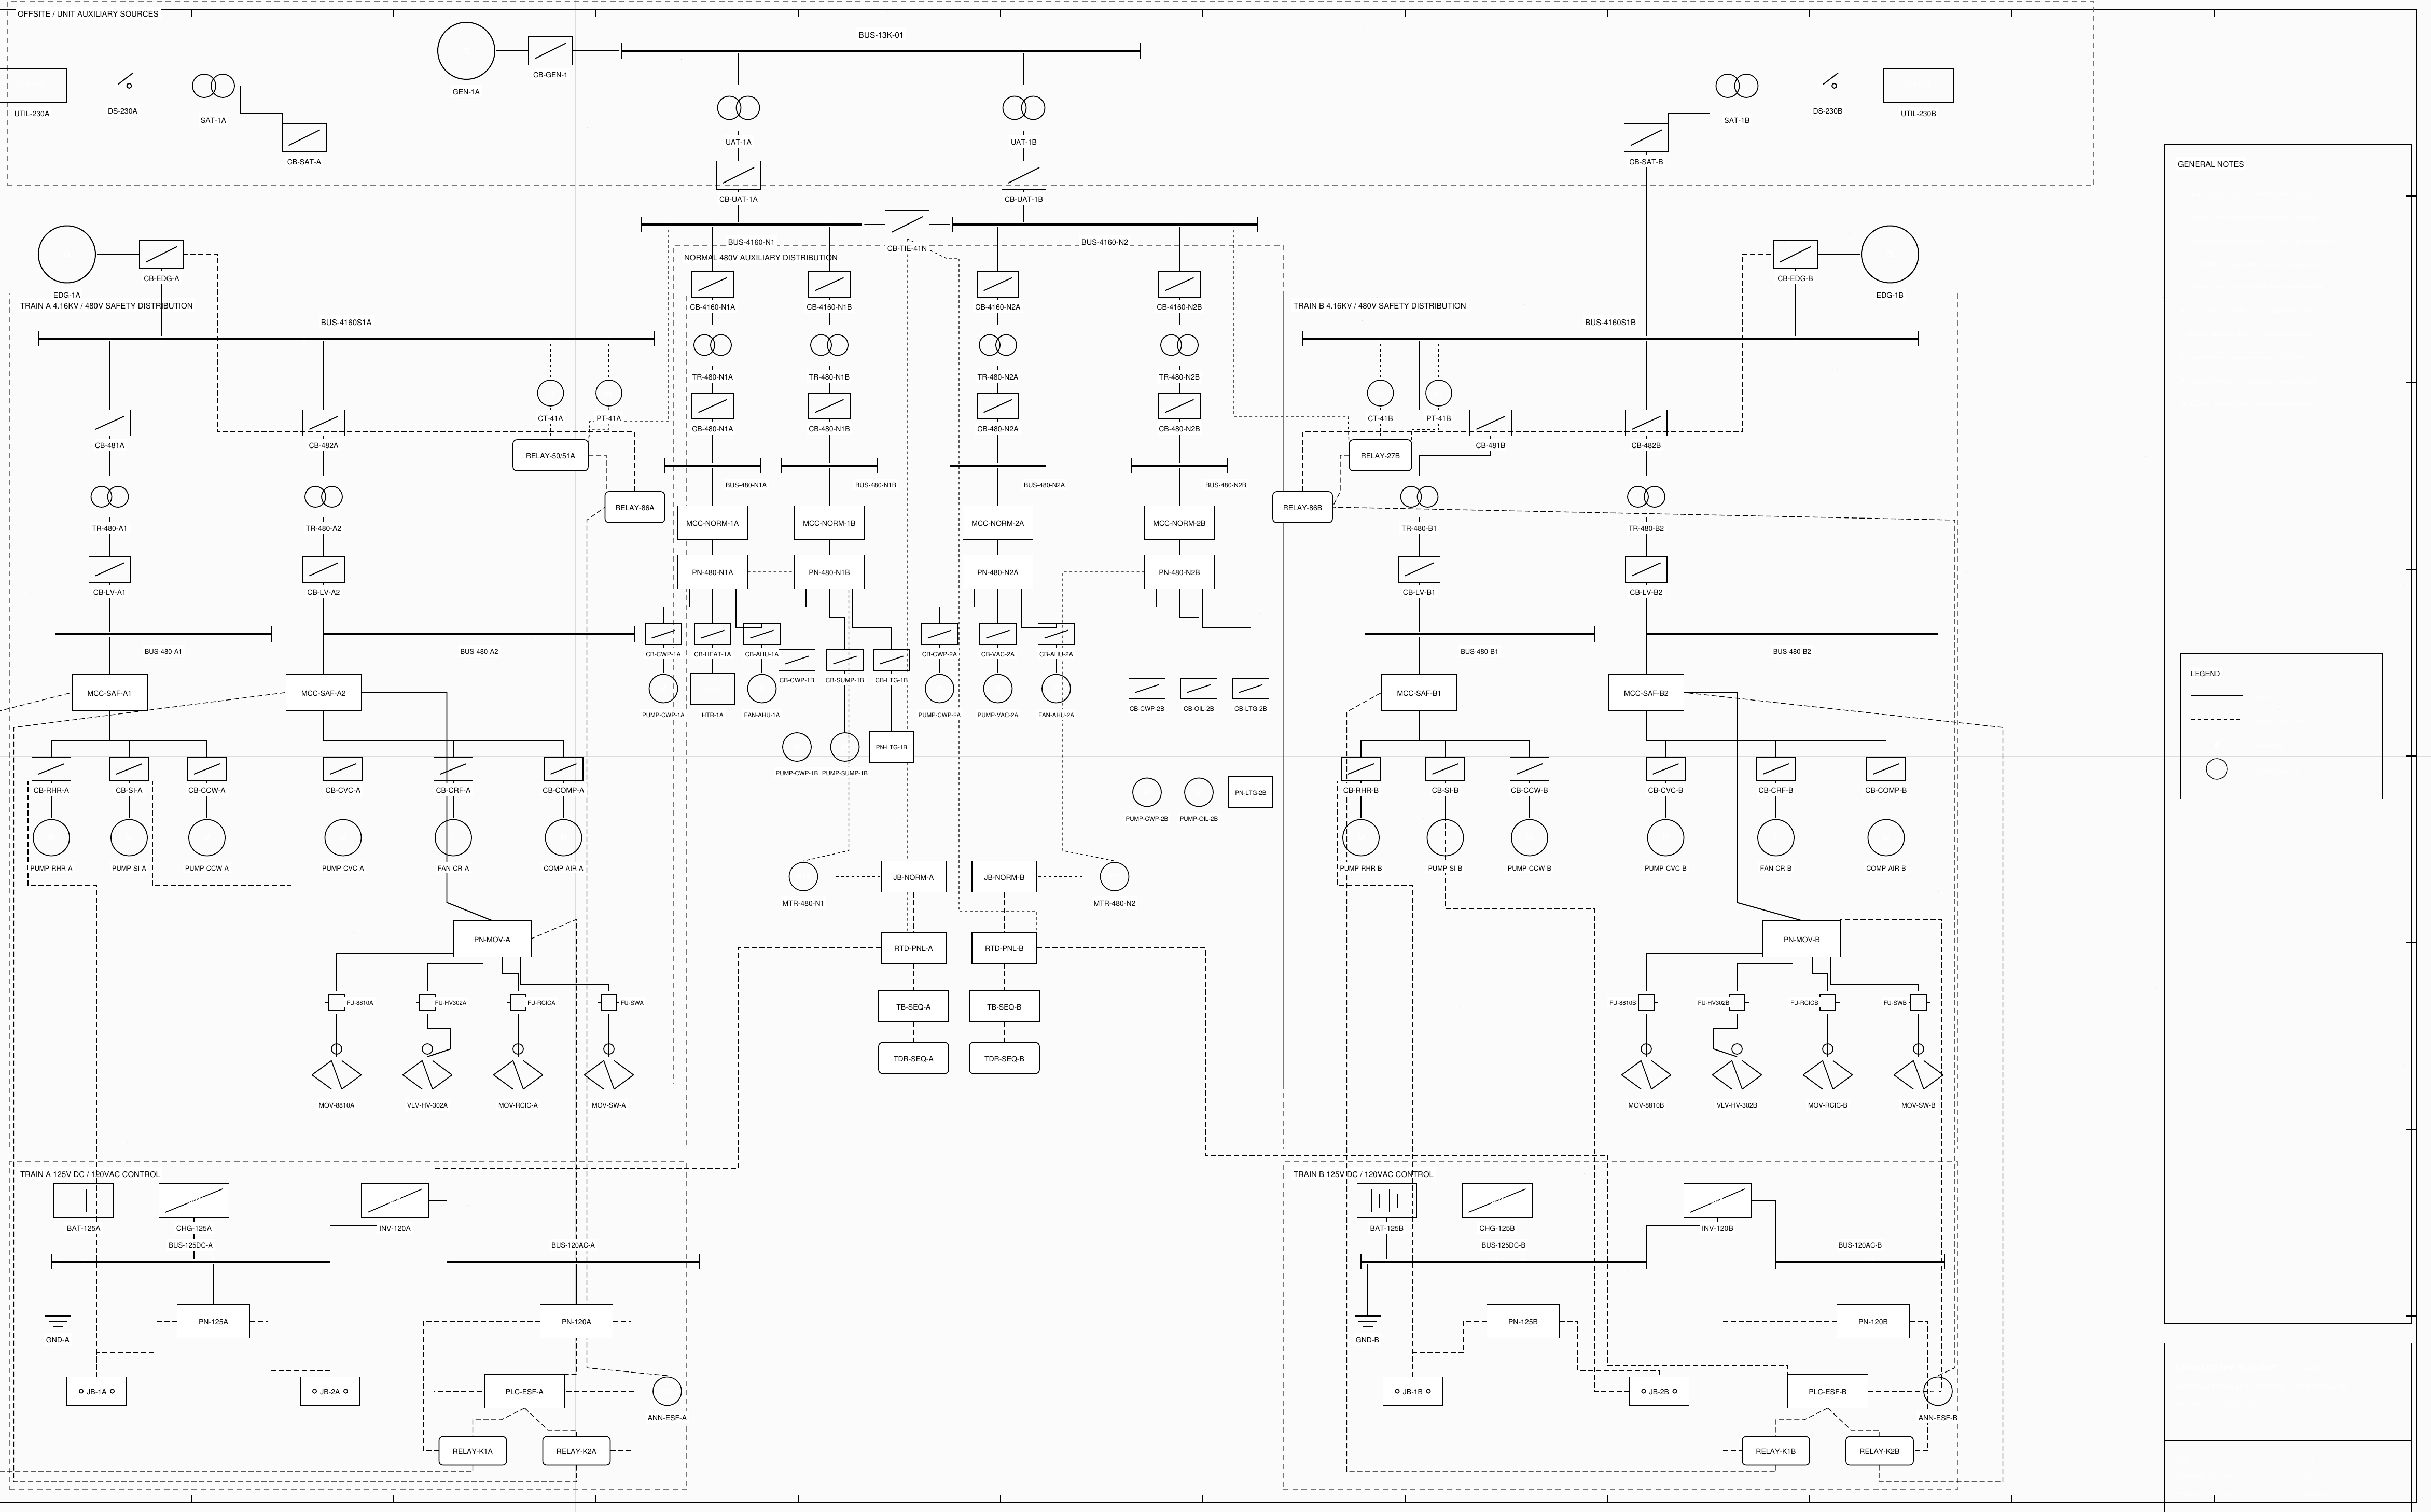 OFFSITE / UNIT AUXILIARY SOURCES
BUS-13K-01
CB-GEN-1
GEN-1A
UTIL-230A
DS-230A
SAT-1A
CB-SAT-A
UAT-1A
UAT-1B
CB-UAT-1A
CB-UAT-1B
SAT-1B
DS-230B
UTIL-230B
CB-SAT-B
GENERAL NOTES
BUS-4160-N1
CB-TIE-41N
BUS-4160-N2
NORMAL 480V AUXILIARY DISTRIBUTION
CB-EDG-A
EDG-1A
CB-EDG-B
EDG-1B
TRAIN A 4.16KV / 480V SAFETY DISTRIBUTION
BUS-4160S1A
CB-4160-N1A
CB-4160-N1B
CB-4160-N2A
CB-4160-N2B
TRAIN B 4.16KV / 480V SAFETY DISTRIBUTION
BUS-4160S1B
TR-480-N1A
TR-480-N1B
TR-480-N2A
TR-480-N2B
CT-41A
PT-41A
CB-480-N1A
CB-480-N1B
CB-480-N2A
CB-480-N2B
CT-41B
PT-41B
CB-481A
CB-482A
CB-481B
CB-482B
RELAY-50/51A
RELAY-27B
BUS-480-N1A
BUS-480-N1B
BUS-480-N2A
BUS-480-N2B
RELAY-86A
RELAY-86B
TR-480-A1
TR-480-A2
MCC-NORM-1A
MCC-NORM-1B
MCC-NORM-2A
MCC-NORM-2B
TR-480-B1
TR-480-B2
PN-480-N1A
PN-480-N1B
PN-480-N2A
PN-480-N2B
CB-LV-A1
CB-LV-A2
CB-LV-B1
CB-LV-B2
BUS-480-A1
BUS-480-A2
CB-CWP-1A
CB-HEAT-1A
CB-AHU-1A
CB-CWP-2A
CB-VAC-2A
CB-AHU-2A
BUS-480-B1
BUS-480-B2
CB-CWP-1B
CB-SUMP-1B
CB-LTG-1B
LEGEND
MCC-SAF-A1
MCC-SAF-A2
MCC-SAF-B1
MCC-SAF-B2
CB-CWP-2B
CB-OIL-2B
CB-LTG-2B
PUMP-CWP-1A
HTR-1A
FAN-AHU-1A
PUMP-CWP-2A
PUMP-VAC-2A
FAN-AHU-2A
PN-LTG-1B
PUMP-CWP-1B
PUMP-SUMP-1B
CB-RHR-A
CB-SI-A
CB-CCW-A
CB-CVC-A
CB-CRF-A
CB-COMP-A
PN-LTG-2B
CB-RHR-B
CB-SI-B
CB-CCW-B
CB-CVC-B
CB-CRF-B
CB-COMP-B
PUMP-CWP-2B
PUMP-OIL-2B
PUMP-RHR-A
PUMP-SI-A
PUMP-CCW-A
PUMP-CVC-A
FAN-CR-A
COMP-AIR-A
PUMP-RHR-B
PUMP-SI-B
PUMP-CCW-B
PUMP-CVC-B
FAN-CR-B
COMP-AIR-B
JB-NORM-A
JB-NORM-B
MTR-480-N1
MTR-480-N2
PN-MOV-A
RTD-PNL-A
RTD-PNL-B
PN-MOV-B
FU-8810A
FU-HV302A
FU-RCICA
FU-SWA
TB-SEQ-A
TB-SEQ-B
FU-8810B
FU-HV302B
FU-RCICB
FU-SWB
TDR-SEQ-A
TDR-SEQ-B
MOV-8810A
VLV-HV-302A
MOV-RCIC-A
MOV-SW-A
MOV-8810B
VLV-HV-302B
MOV-RCIC-B
MOV-SW-B
TRAIN A 125V DC / 120VAC CONTROL
TRAIN B 125V DC / 120VAC CONTROL
BAT-125A
CHG-125A
INV-120A
BAT-125B
CHG-125B
INV-120B
BUS-125DC-A
BUS-120AC-A
BUS-125DC-B
BUS-120AC-B
PN-125A
PN-120A
PN-125B
PN-120B
GND-A
GND-B
JB-1A
JB-2A
PLC-ESF-A
JB-1B
JB-2B
PLC-ESF-B
ANN-ESF-A
ANN-ESF-B
RELAY-K1A
RELAY-K2A
RELAY-K1B
RELAY-K2B